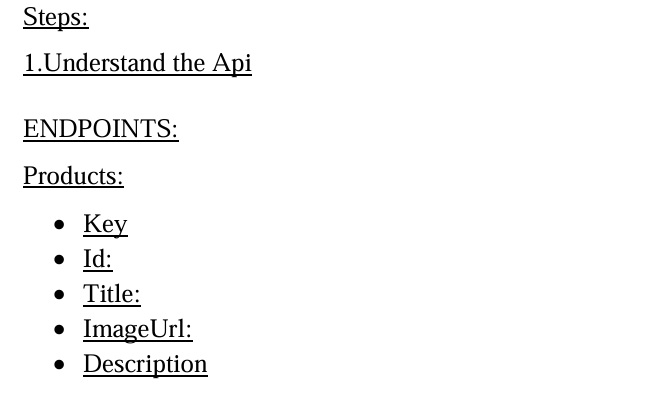 Steps:
1.Understand the Api
ENDPOINTS:
Products:
• Key
• Id:
• Title:
• ImageUrl:
• Description